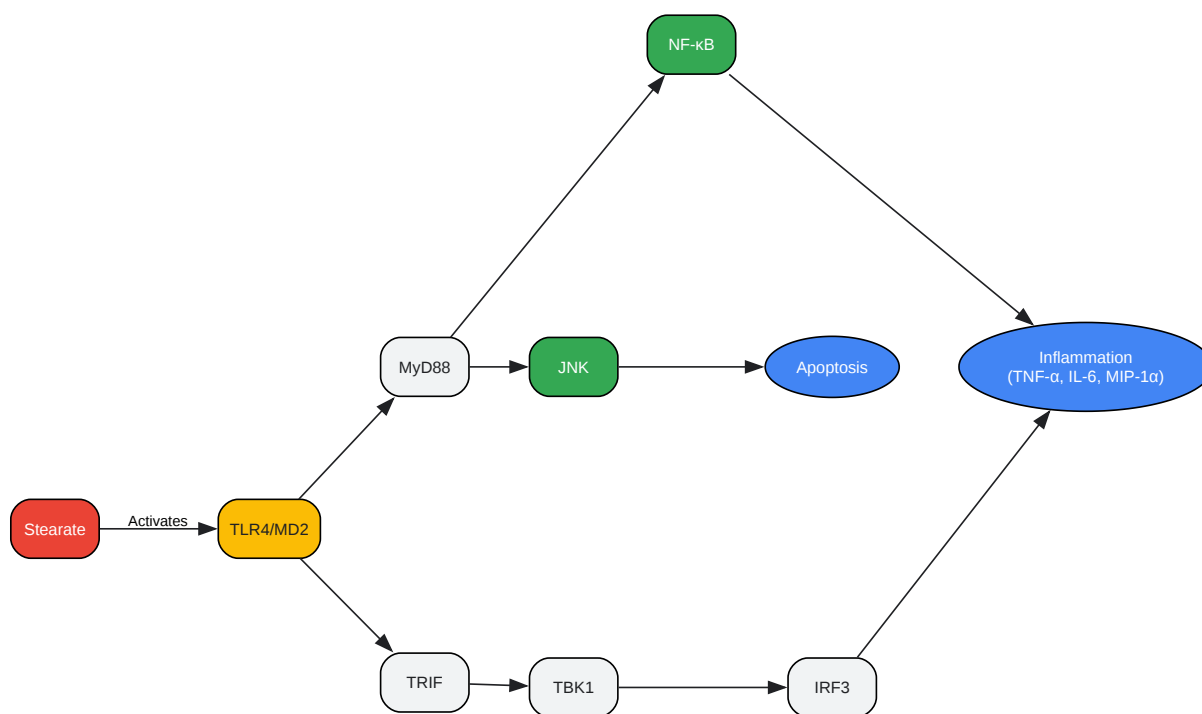 NF-κB
MyD88
JNK
Apoptosis
Inflammation
(TNF-α, IL-6, MIP-1α)
Stearate
Activates
TLR4/MD2
TRIF
TBK1
IRF3